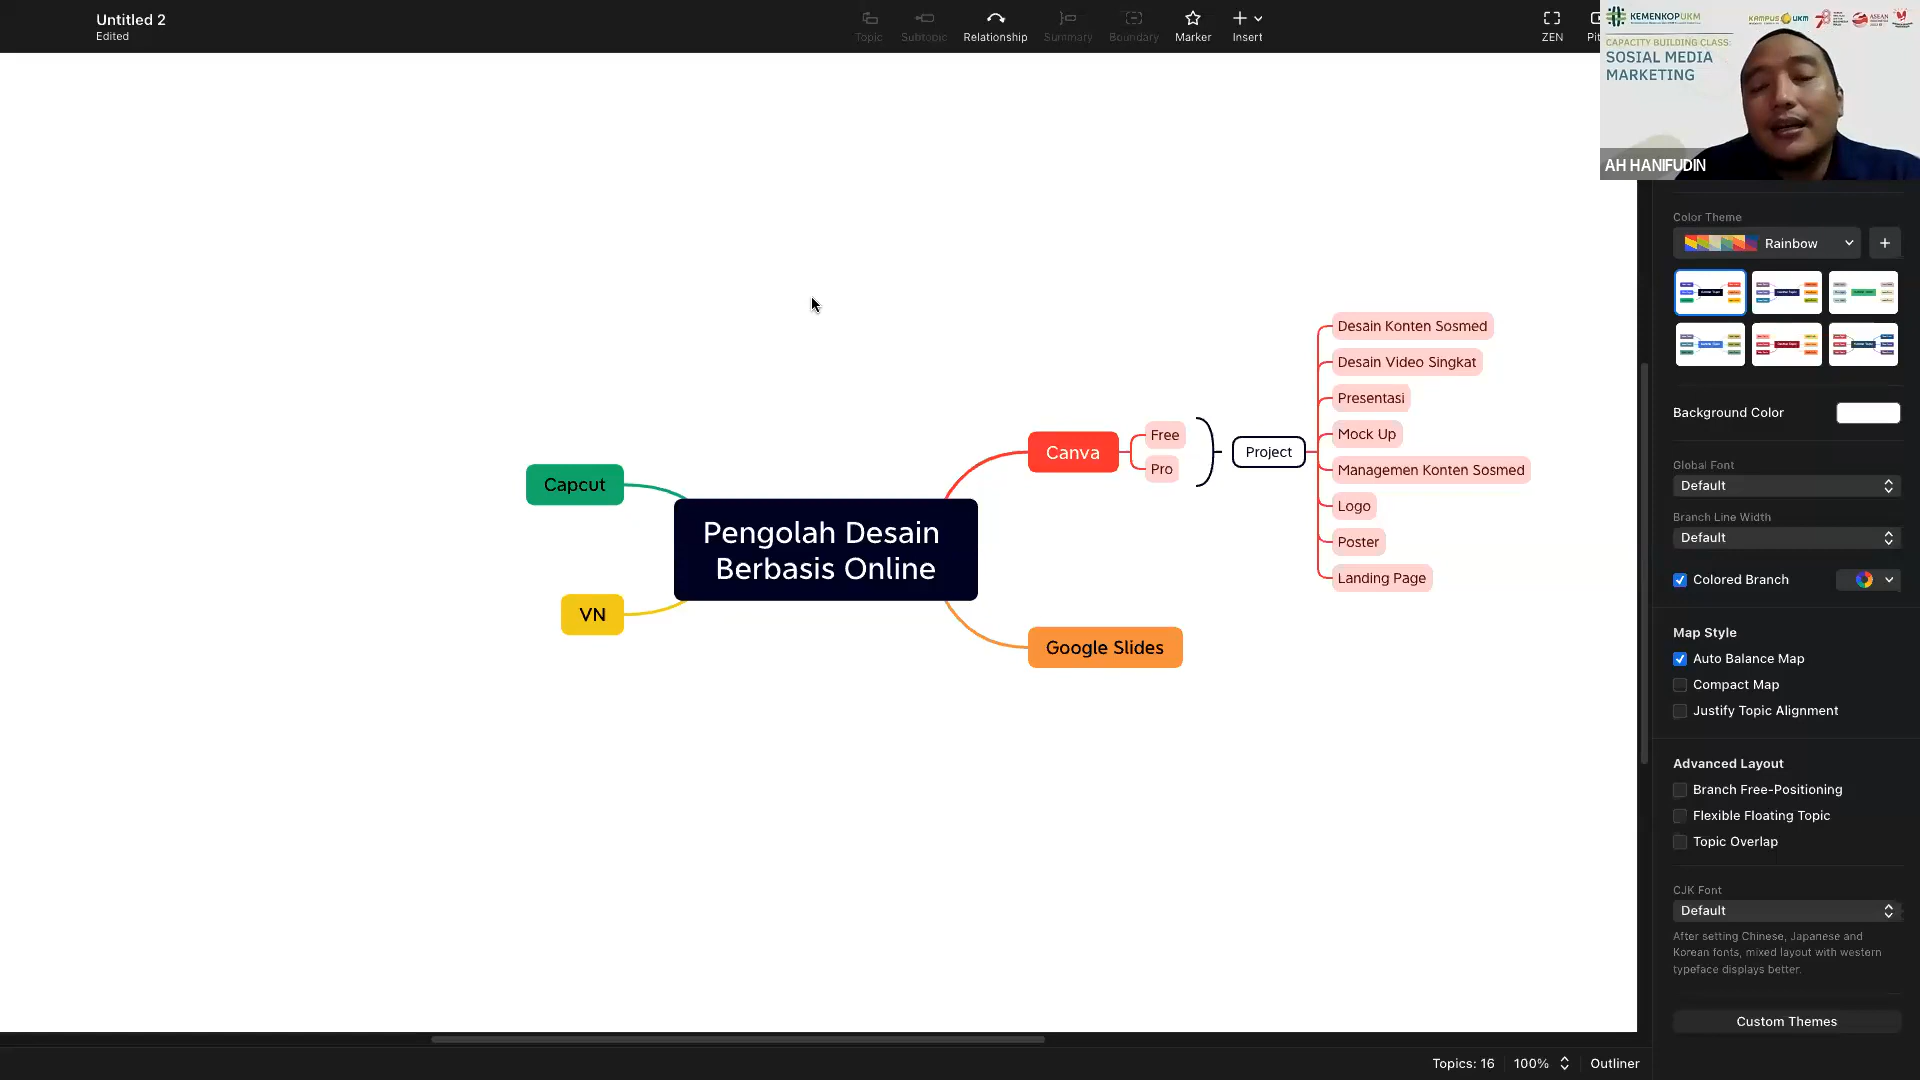 Untitled 2
Edited
Topic
Subtopic
Relationship
Summary
Boundary
Marker
Insert
ZEN
KEMENKOPUKM
KAMPUS UKM
78
ASEAN
CAPACITY BUILDING CLASS:
SOSIAL MEDIA
MARKETING
AH HANIFUDIN
Capcut
VN
Pengolah Desain
Berbasis Online
Canva
Free
Pro
Project
Desain Konten Sosmed
Desain Video Singkat
Presentasi
Mock Up
Managemen Konten Sosmed
Logo
Poster
Landing Page
Google Slides
Color Theme
Rainbow
Background Color
Global Font
Default
Branch Line Width
Default
Colored Branch
Map Style
Auto Balance Map
Compact Map
Justify Topic Alignment
Advanced Layout
Branch Free-Positioning
Flexible Floating Topic
Topic Overlap
CJK Font
Default
After setting Chinese, Japanese and
Korean fonts, mixed layout with western
typeface displays better.
Custom Themes
Topics: 16
100%
Outliner